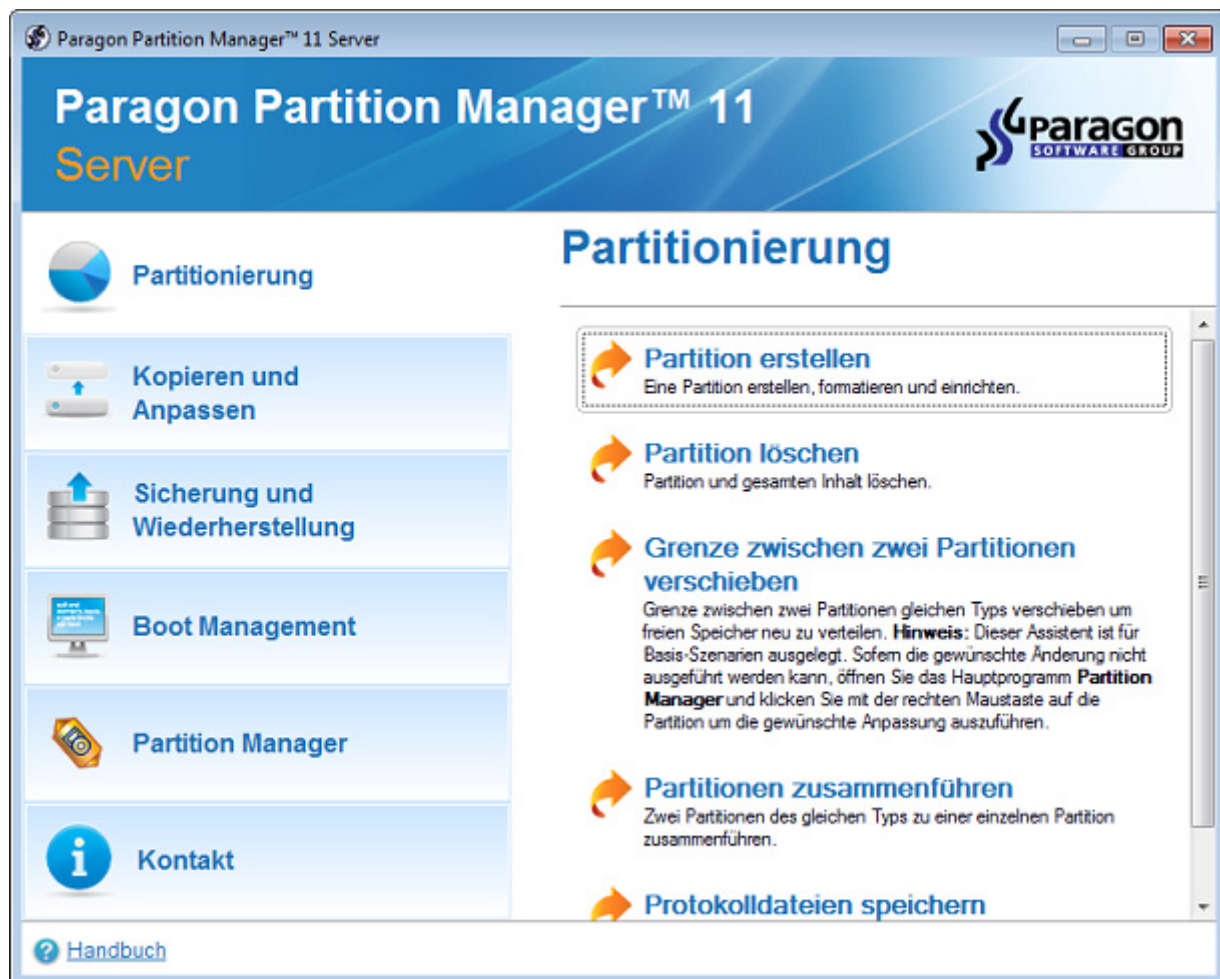 Paragon Partition Manager™ 11 Server
Paragon Partition Manager™ 11
Server
Paragon
SOFTWARE GROUP
Partitionierung
Kopieren und
Anpassen
Sicherung und
Wiederherstellung
Boot Management
Partition Manager
Kontakt
Partitionierung
Partition erstellen
Eine Partition erstellen, formatieren und einrichten.
Partition löschen
Partition und gesamten Inhalt löschen.
Grenze zwischen zwei Partitionen
verschieben
Grenze zwischen zwei Partitionen gleichen Typs verschieben um
freien Speicher neu zu verteilen. Hinweis: Dieser Assistent ist für
Basis-Szenarien ausgelegt. Sofern die gewünschte Änderung nicht
ausgeführt werden kann, öffnen Sie das Hauptprogramm Partition
Manager und klicken Sie mit der rechten Maustaste auf die
Partition um die gewünschte Anpassung auszuführen.
Partitionen zusammenführen
Zwei Partitionen des gleichen Typs zu einer einzelnen Partition
zusammenführen.
Protokolldateien speichern
Handbuch